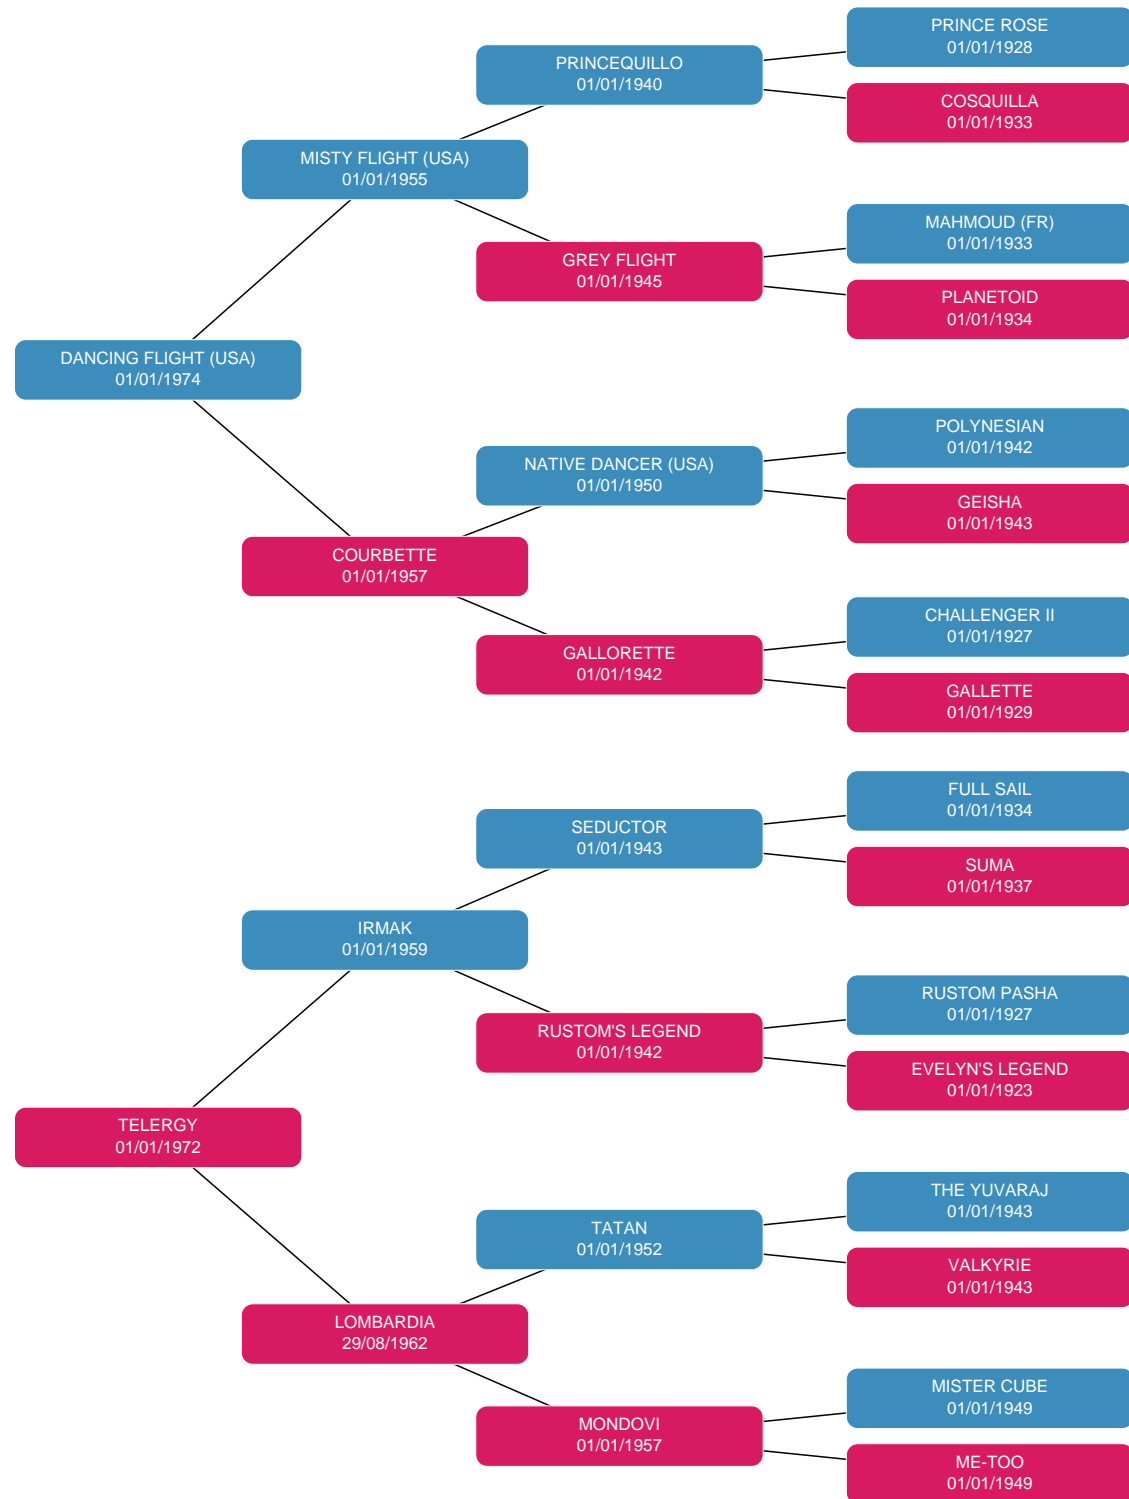 PRINCE ROSE
01/01/1928
PRINCEQUILLO
01/01/1940
COSQUILLA
01/01/1933
MISTY FLIGHT (USA)
01/01/1955
MAHMOUD (FR)
01/01/1933
GREY FLIGHT
01/01/1945
PLANETOID
01/01/1934
DANCING FLIGHT (USA)
01/01/1974
POLYNESIAN
01/01/1942
NATIVE DANCER (USA)
01/01/1950
GEISHA
01/01/1943
COURBETTE
01/01/1957
CHALLENGER II
01/01/1927
GALLORETTE
01/01/1942
GALLETTE
01/01/1929
FULL SAIL
01/01/1934
SEDUCTOR
01/01/1943
SUMA
01/01/1937
IRMAK
01/01/1959
RUSTOM PASHA
01/01/1927
RUSTOM'S LEGEND
01/01/1942
EVELYN'S LEGEND
01/01/1923
TELERGY
01/01/1972
THE YUVARAJ
01/01/1943
TATAN
01/01/1952
VALKYRIE
01/01/1943
LOMBARDIA
29/08/1962
MISTER CUBE
01/01/1949
MONDOVI
01/01/1957
ME-TOO
01/01/1949